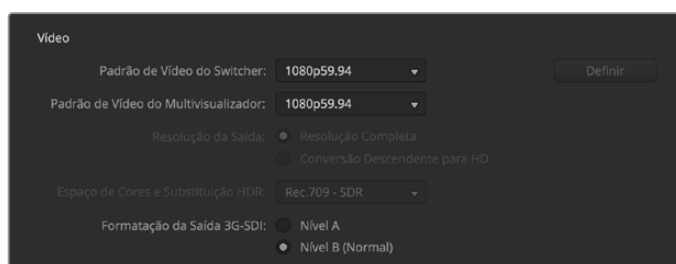 Vídeo
Padrão de Vídeo do Switcher: 1080p59.94 Definir
Padrão de Vídeo do Multivisualizador: 1080p59.94
Resolução da Saída: Resolução Completa
Conversão Descendente para HD
Espaço de Cores e Substituição HDR: Rec.709 - SDR
Formatação da Saída 3G-SDI: Nível A
Nível B (Normal)